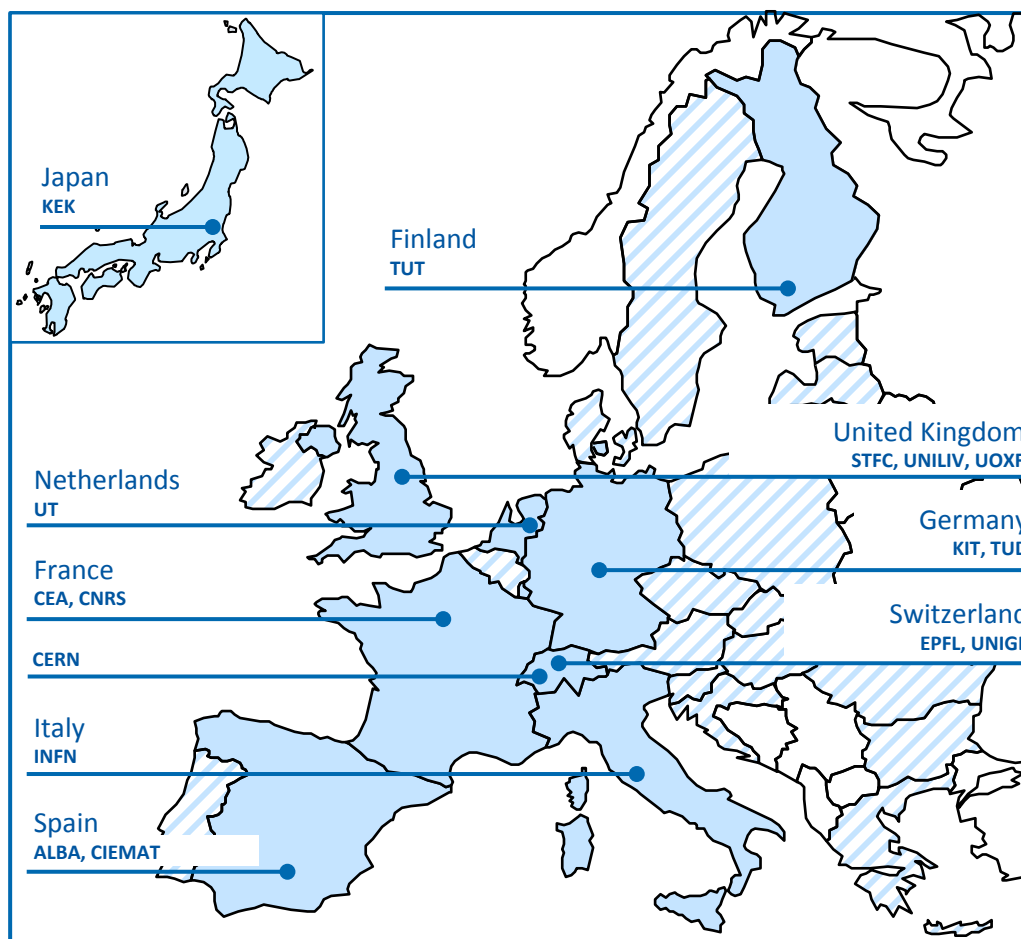 Japan
KEK
Finland
TUT
United Kingdom
STFC, UNILIV, UOXF
Netherlands
UT
Germany
KIT, TUD
France
CEA, CNRS
Switzerland
EPFL, UNIGE
CERN
Italy
INFN
Spain
ALBA, CIEMAT